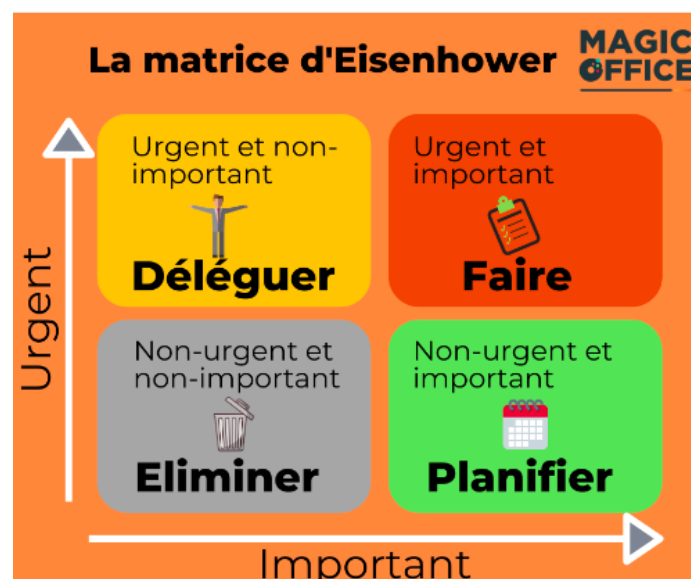 La matrice d'Eisenhower
MAGIC
OFFICE
Urgent et non-
important
Déléguer
Urgent et
important
Faire
Non-urgent et
non-important
Eliminer
Non-urgent et
important
Planifier
Urgent
Important